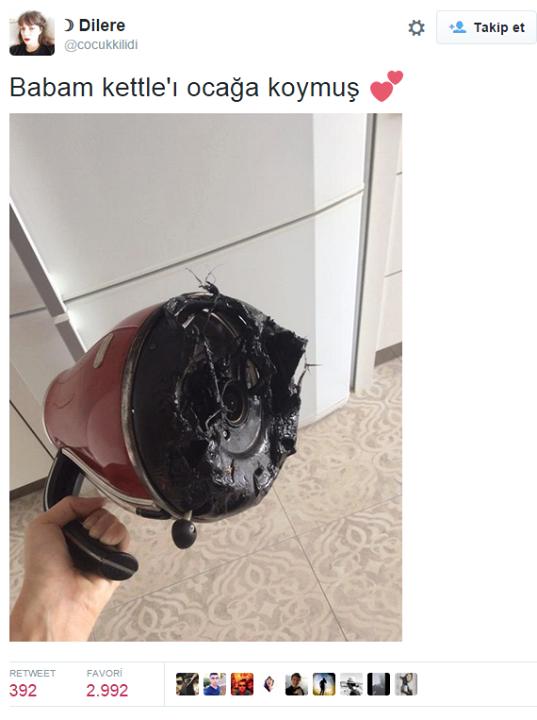 ☽ Dilere
@cocukkilidi
Takip et
Babam kettle'ı ocağa koymuş 💕
RETWEET
FAVORİ
392
2.992